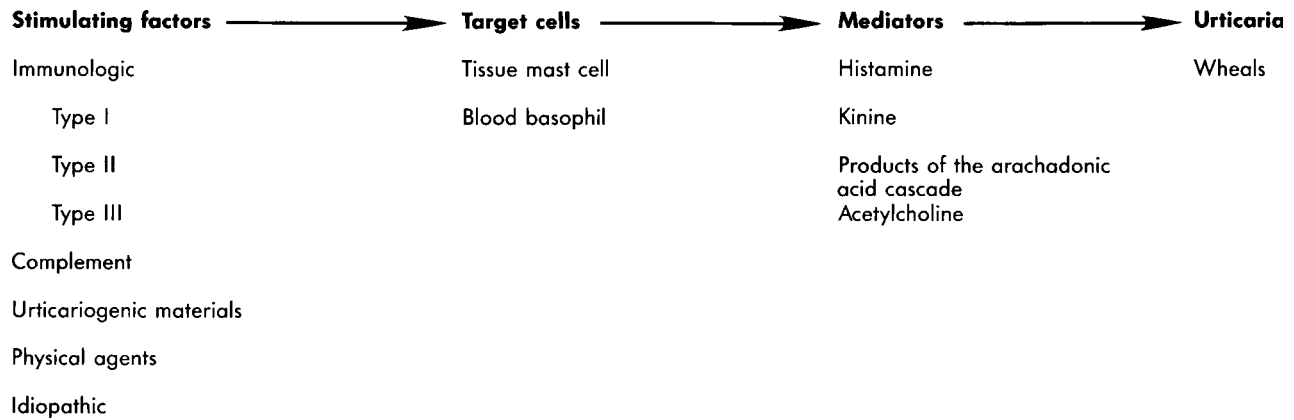 Stimulating factors Target cells Mediators Urticaria
Immunologic Tissue mast cell Histamine Wheals
Type I Blood basophil Kinine
Type II Products of the arachadonic
acid cascade
Type III Acetylcholine
Complement
Urticariogenic materials
Physical agents
Idiopathic